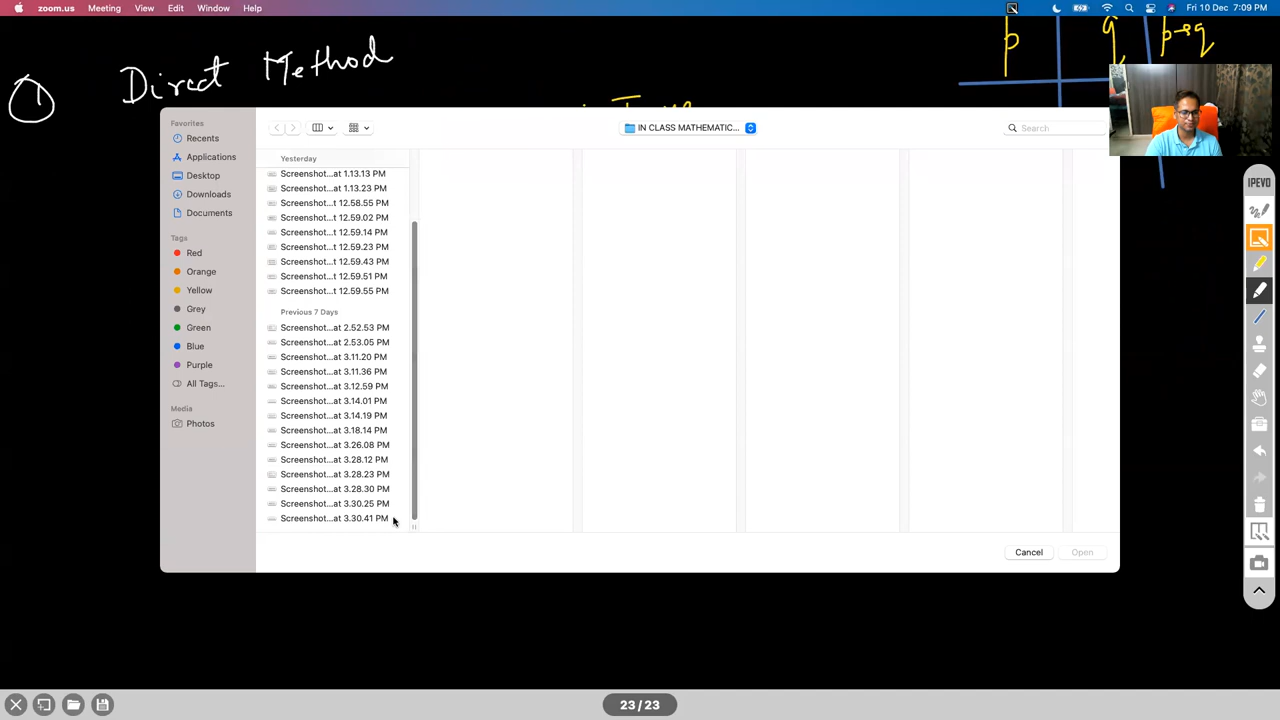 zoom.us Meeting View Edit Window Help Fri 10 Dec 7:09 PM
p q p→q
① Direct Method
Favorites
Recents
Applications
Desktop
Downloads
Documents
Tags
Red
Orange
Yellow
Grey
Green
Blue
Purple
All Tags...
Media
Photos
IN CLASS MATHEMATIC...
Search
Yesterday
Screenshot...at 1.13.13 PM
Screenshot...at 1.13.23 PM
Screenshot...t 12.58.55 PM
Screenshot...t 12.59.02 PM
Screenshot...t 12.59.14 PM
Screenshot...t 12.59.23 PM
Screenshot...t 12.59.43 PM
Screenshot...t 12.59.51 PM
Screenshot...t 12.59.55 PM
Previous 7 Days
Screenshot...at 2.52.53 PM
Screenshot...at 2.53.05 PM
Screenshot...at 3.11.20 PM
Screenshot...at 3.11.36 PM
Screenshot...at 3.12.59 PM
Screenshot...at 3.14.01 PM
Screenshot...at 3.14.19 PM
Screenshot...at 3.18.14 PM
Screenshot...at 3.26.08 PM
Screenshot...at 3.28.12 PM
Screenshot...at 3.28.23 PM
Screenshot...at 3.28.30 PM
Screenshot...at 3.30.25 PM
Screenshot...at 3.30.41 PM
Cancel Open
IPEVO
23/23